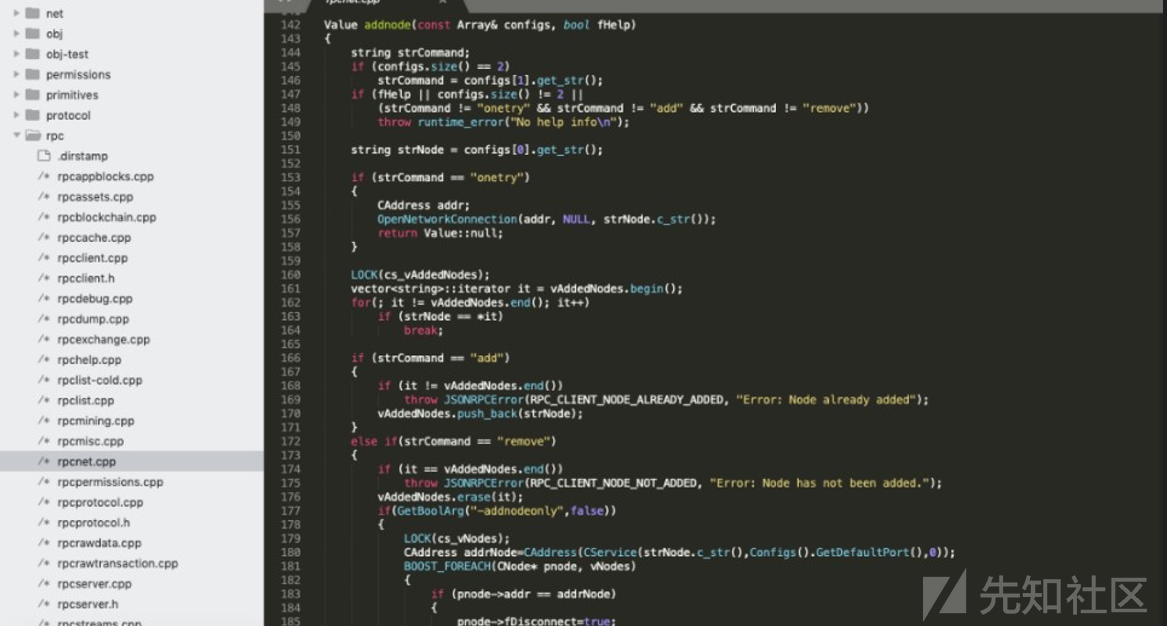 net
obj
obj-test
permissions
primitives
protocol
rpc
.dirstamp
/* rpcappblocks.cpp
/* rpcassets.cpp
/* rpcblockchain.cpp
/* rpccache.cpp
/* rpcclient.cpp
/* rpcclient.h
/* rpcdebug.cpp
/* rpcdump.cpp
/* rpcexchange.cpp
/* rpchelp.cpp
/* rpclist-cold.cpp
/* rpclist.cpp
/* rpcmining.cpp
/* rpcmisc.cpp
/* rpcnet.cpp
/* rpcpermissions.cpp
/* rpcprotocol.cpp
/* rpcprotocol.h
/* rpcrawdata.cpp
/* rpcrawtransaction.cpp
/* rpcserver.cpp
/* rpcserver.h
/* rpcstreams.cpp
rpcnet.cpp
142 Value addnode(const Array& configs, bool fHelp)
143 {
144 string strCommand;
145 if (configs.size() == 2)
146 strCommand = configs[1].get_str();
147 if (fHelp || configs.size() != 2 ||
148 (strCommand != "onetry" && strCommand != "add" && strCommand != "remove"))
149 throw runtime_error("No help info\n");
150
151 string strNode = configs[0].get_str();
152
153 if (strCommand == "onetry")
154 {
155 CAddress addr;
156 OpenNetworkConnection(addr, NULL, strNode.c_str());
157 return Value::null;
158 }
159
160 LOCK(cs_vAddedNodes);
161 vector<string>::iterator it = vAddedNodes.begin();
162 for(; it != vAddedNodes.end(); it++)
163 if (strNode == *it)
164 break;
165
166 if (strCommand == "add")
167 {
168 if (it != vAddedNodes.end())
169 throw JSONRPCError(RPC_CLIENT_NODE_ALREADY_ADDED, "Error: Node already added");
170 vAddedNodes.push_back(strNode);
171 }
172 else if(strCommand == "remove")
173 {
174 if (it == vAddedNodes.end())
175 throw JSONRPCError(RPC_CLIENT_NODE_NOT_ADDED, "Error: Node has not been added.");
176 vAddedNodes.erase(it);
177 if(GetBoolArg("-addnodeonly",false))
178 {
179 LOCK(cs_vNodes);
180 CAddress addrNode=CAddress(CService(strNode.c_str(),Configs().GetDefaultPort(),0));
181 BOOST_FOREACH(CNode* pnode, vNodes)
182 {
183 if (pnode->addr == addrNode)
184 {
185 pnode->fDisconnect=true;
先知社区